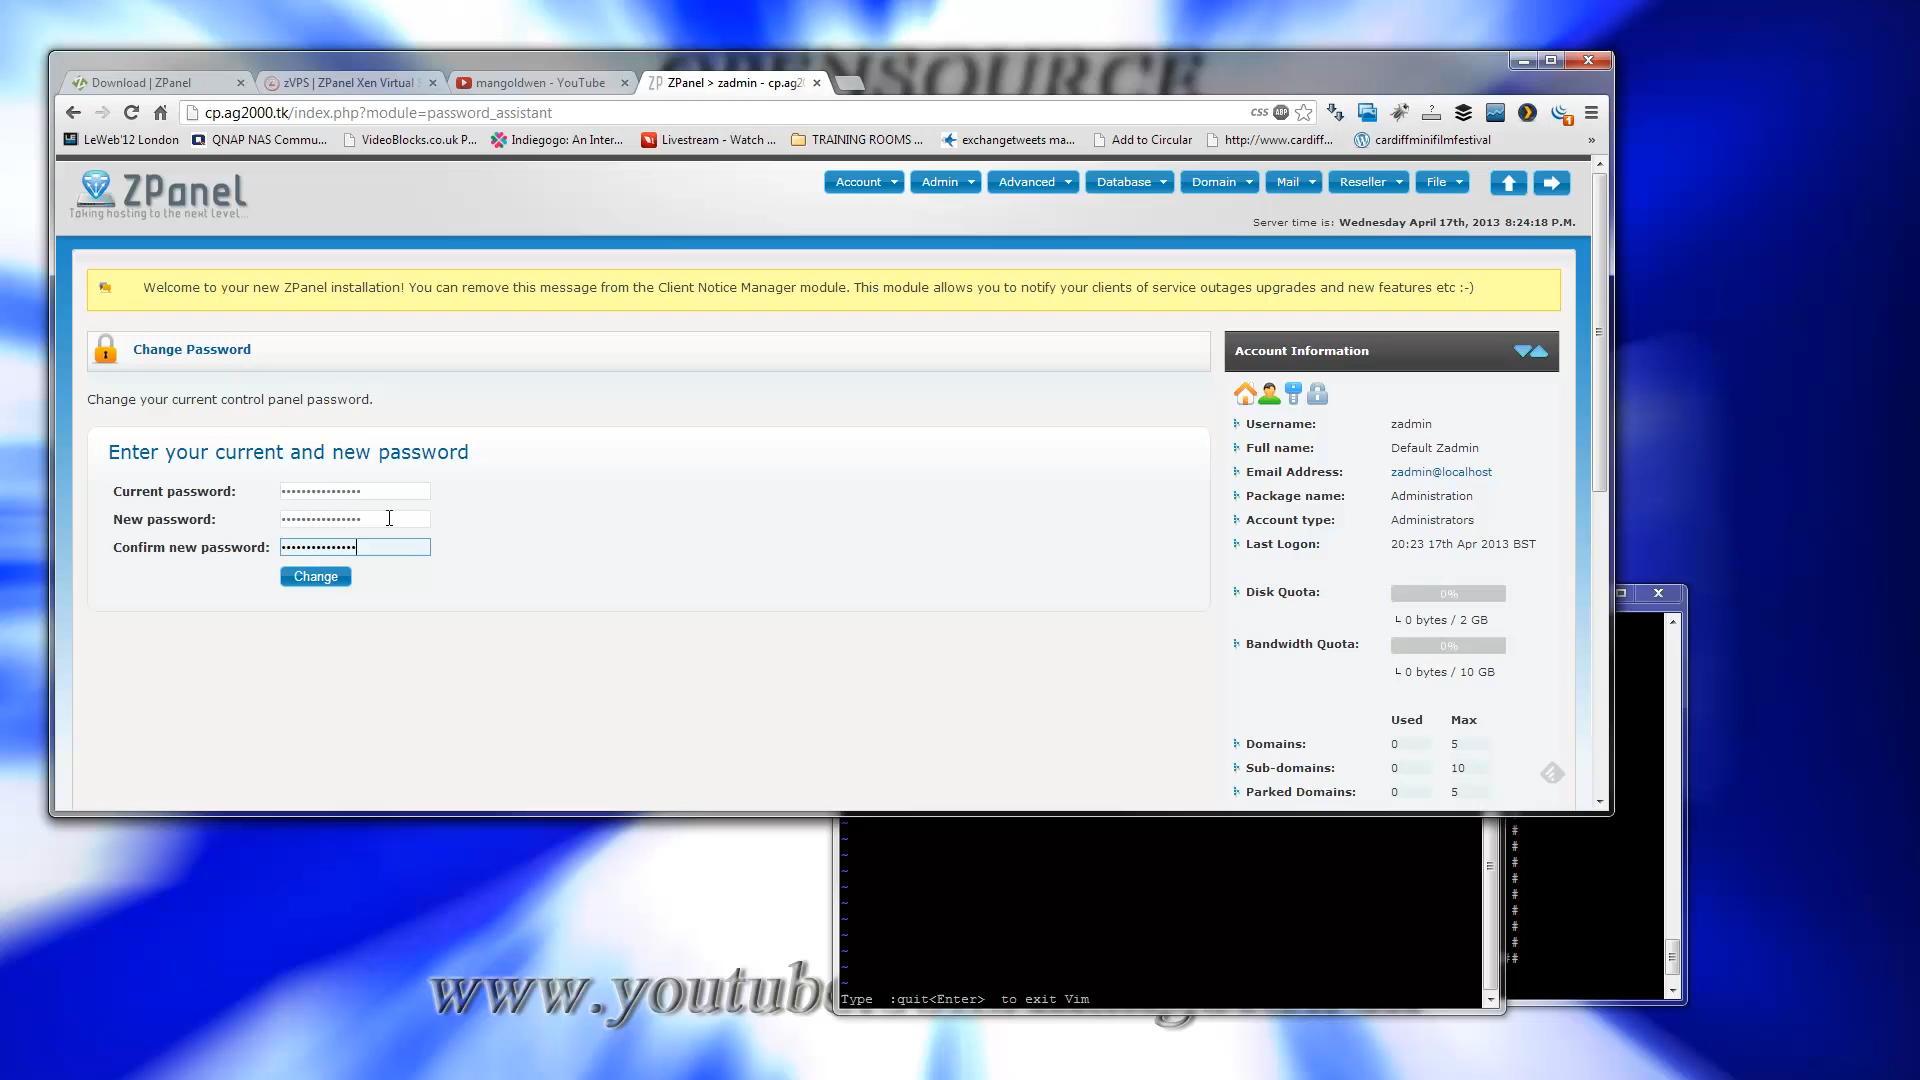 OPENSOURCE
Download | ZPanel
zVPS | ZPanel Xen Virtual
mangoldwen - YouTube
ZPanel > zadmin - cp.ag20
cp.ag2000.tk/index.php?module=password_assistant
CSS ABP
LeWeb'12 London
QNAP NAS Commu...
VideoBlocks.co.uk P...
Indiegogo: An Inter...
Livestream - Watch ...
TRAINING ROOMS ...
exchangetweets ma...
Add to Circular
http://www.cardiff...
cardiffminifilmfestival
»
ZPanel
Taking hosting to the next level...
Account
Admin
Advanced
Database
Domain
Mail
Reseller
File
Server time is: Wednesday April 17th, 2013 8:24:18 P.M.
Welcome to your new ZPanel installation! You can remove this message from the Client Notice Manager module. This module allows you to notify your clients of service outages upgrades and new features etc :-)
Change Password
Change your current control panel password.
Enter your current and new password
Current password: ••••••••••••••••
New password: ••••••••••••••••
Confirm new password: •••••••••••••••
Change
Account Information
Username: zadmin
Full name: Default Zadmin
Email Address: zadmin@localhost
Package name: Administration
Account type: Administrators
Last Logon: 20:23 17th Apr 2013 BST
Disk Quota: 0%
0 bytes / 2 GB
Bandwidth Quota: 0%
0 bytes / 10 GB
Used Max
Domains: 0 5
Sub-domains: 0 10
Parked Domains: 0 5
~
~
~
~
~
~
~
~
~
~
~
Type :quit<Enter> to exit Vim
#
#
#
#
#
#
#
#
##
www.youtube